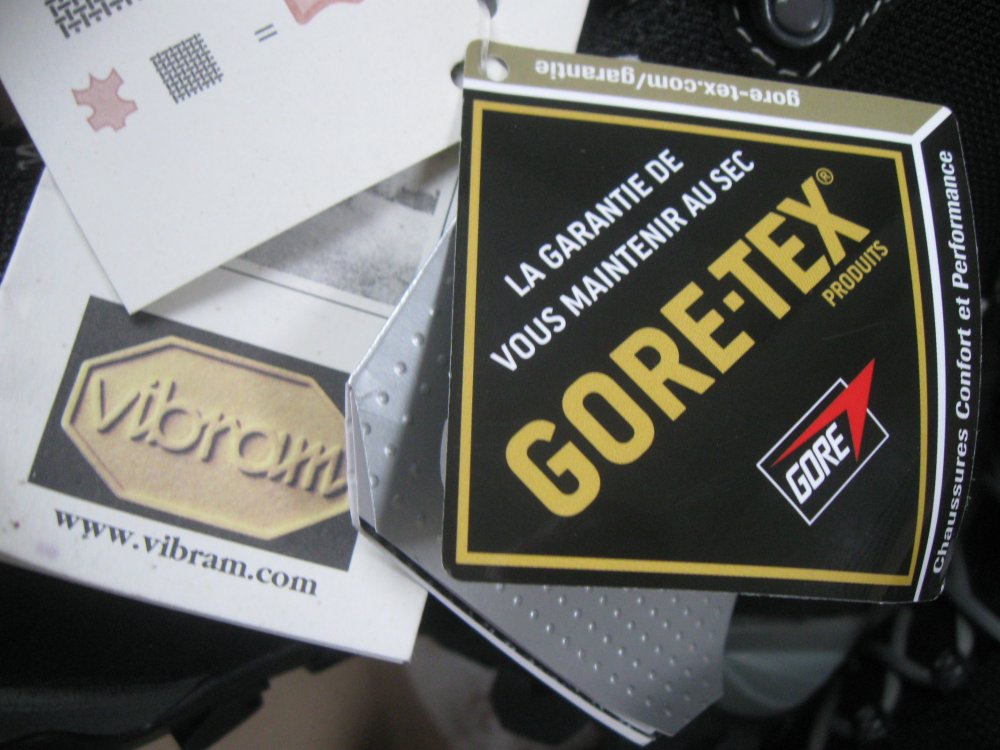 =
gore-tex.com/garantie
LA GARANTIE DE
VOUS MAINTENIR AU SEC
GORE-TEX®
PRODUITS
GORE
Chaussures Confort et Performance
vibram
www.vibram.com